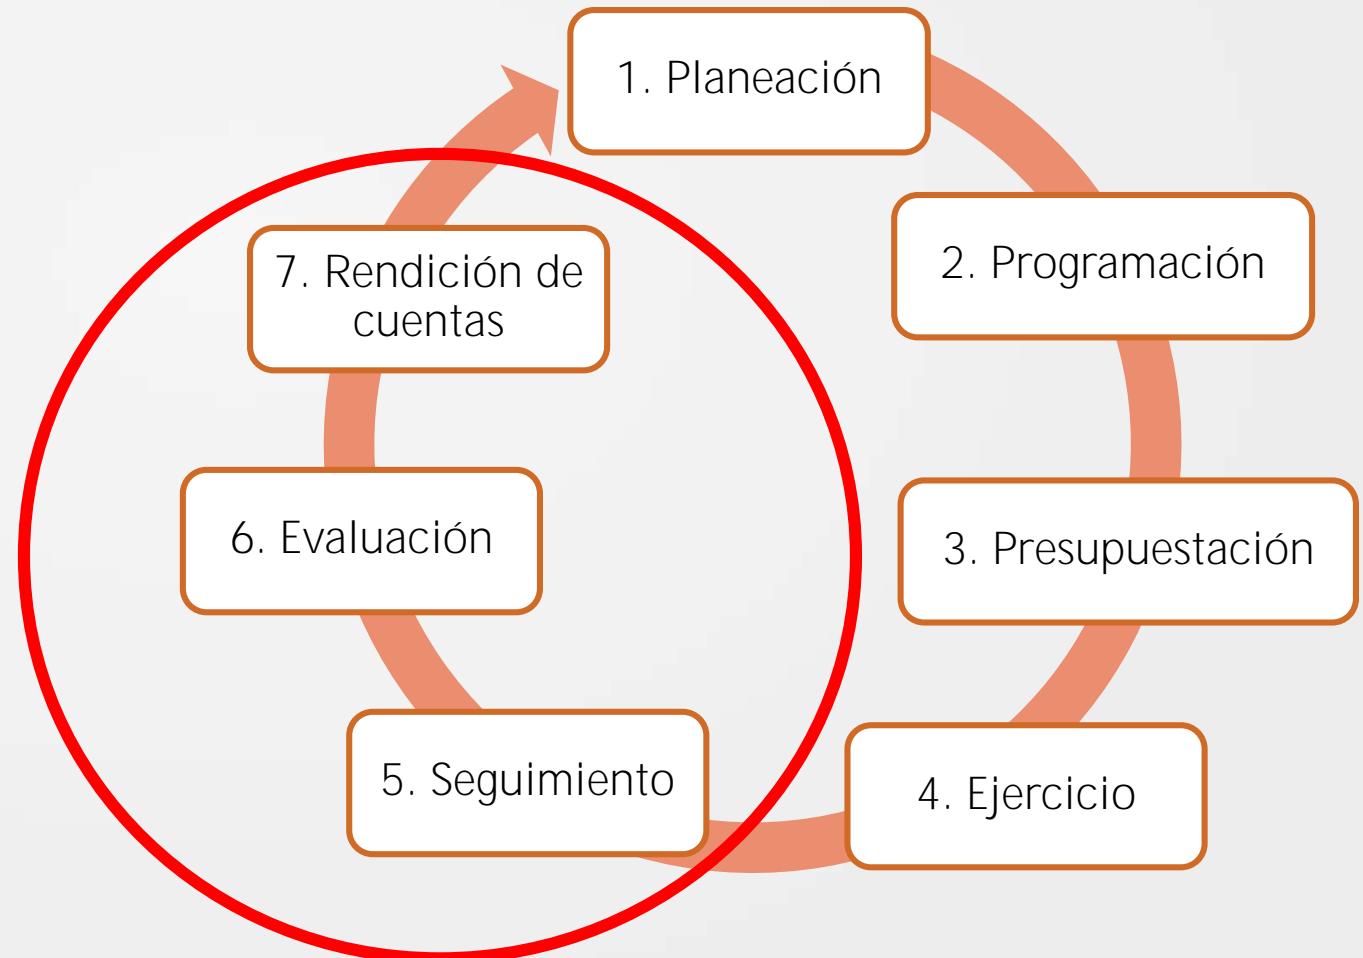 1. Planeación
2. Programación
3. Presupuestación
4. Ejercicio
5. Seguimiento
6. Evaluación
7. Rendición de
cuentas